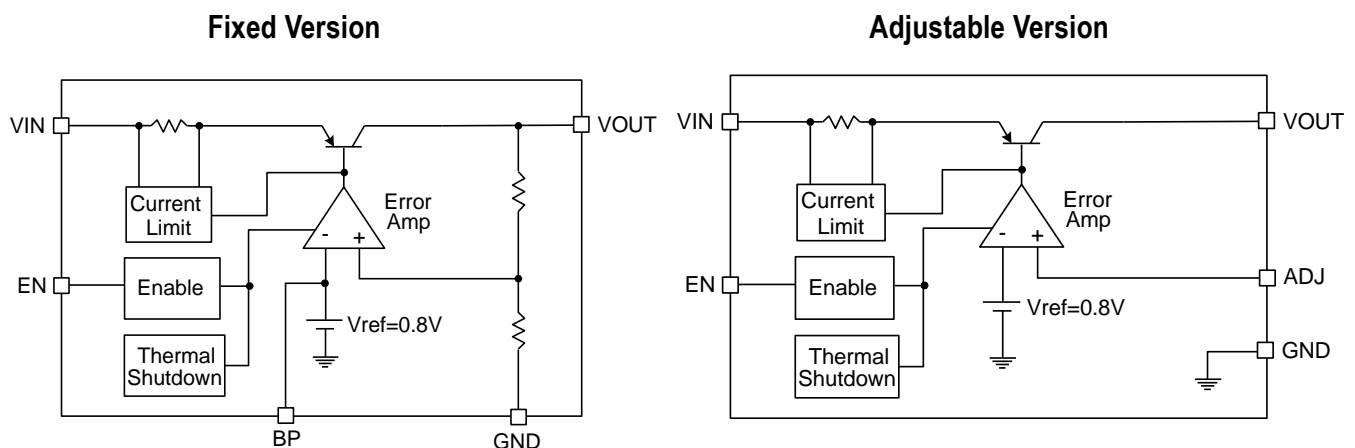 Fixed Version
VIN
VOUT
Current
Limit
Error
Amp
-
+
EN
Enable
Vref=0.8V
Thermal
Shutdown
BP
GND
Adjustable Version
VIN
VOUT
Current
Limit
Error
Amp
-
+
EN
Enable
ADJ
Vref=0.8V
Thermal
Shutdown
GND